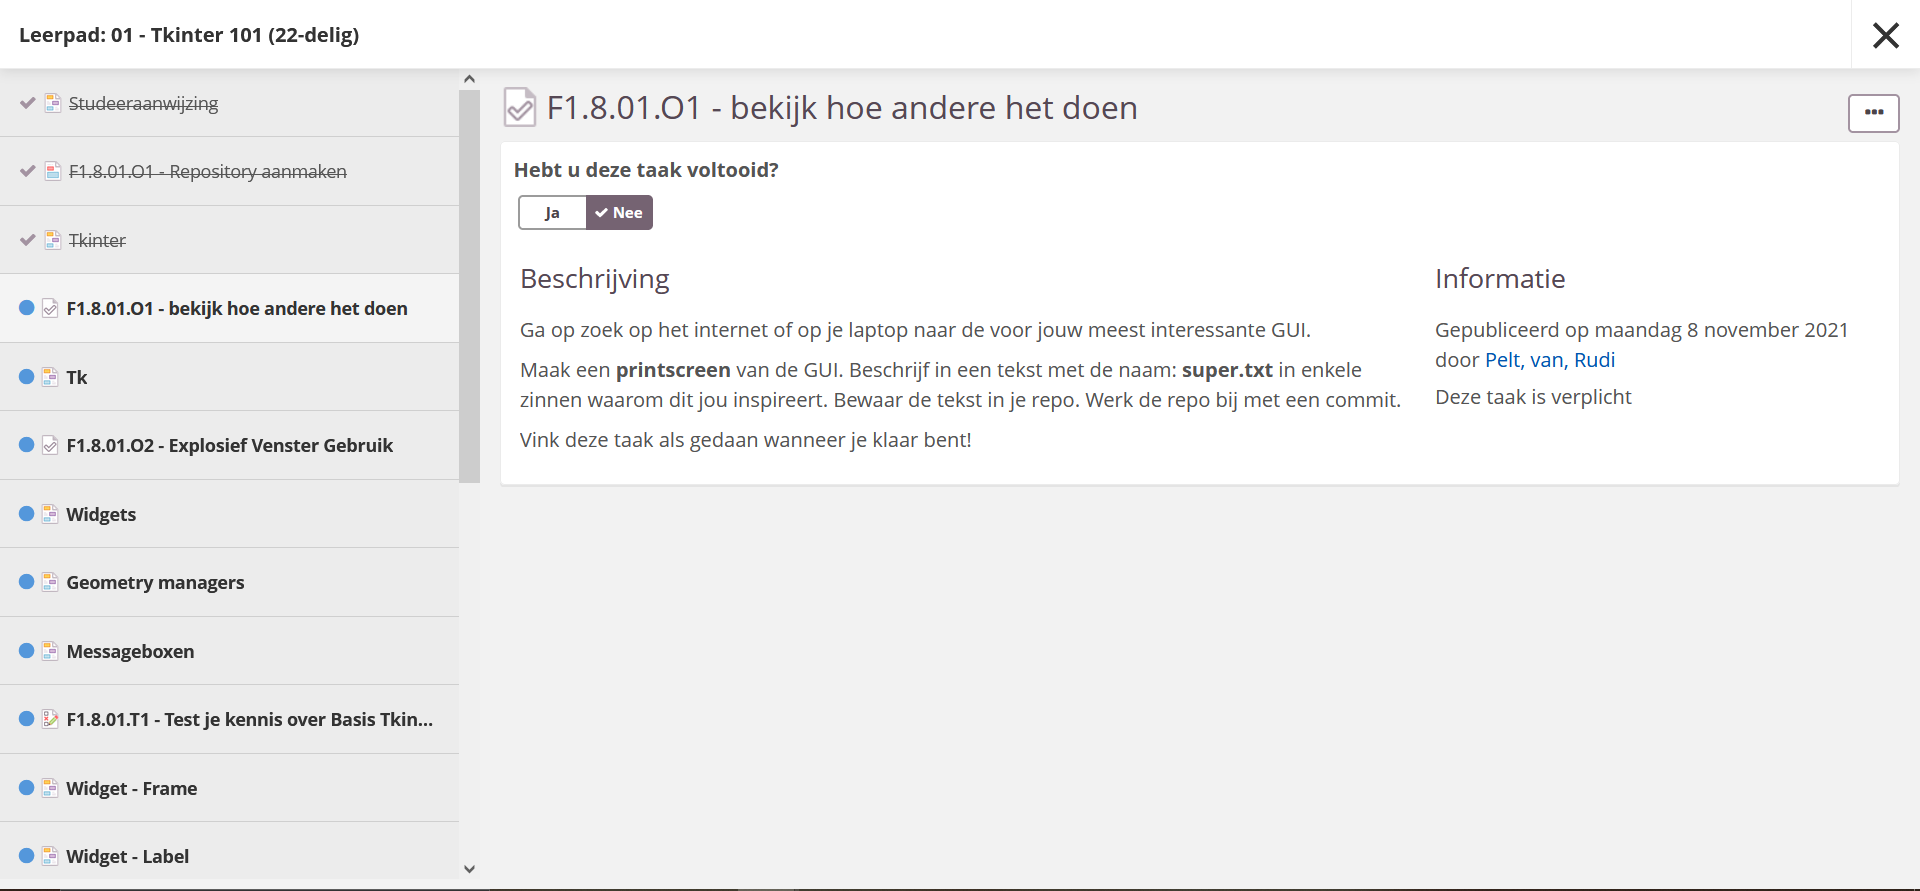 Leerpad: 01 - Tkinter 101 (22-delig)
Studeeraanwijzing
F1.8.01.O1 - Repository aanmaken
Tkinter
F1.8.01.O1 - bekijk hoe andere het doen
Tk
F1.8.01.O2 - Explosief Venster Gebruik
Widgets
Geometry managers
Messageboxen
F1.8.01.T1 - Test je kennis over Basis Tkin...
Widget - Frame
Widget - Label
F1.8.01.O1 - bekijk hoe andere het doen
Hebt u deze taak voltooid?
Ja Nee
Beschrijving
Ga op zoek op het internet of op je laptop naar de voor jouw meest interessante GUI.
Maak een printscreen van de GUI. Beschrijf in een tekst met de naam: super.txt in enkele
zinnen waarom dit jou inspireert. Bewaar de tekst in je repo. Werk de repo bij met een commit.
Vink deze taak als gedaan wanneer je klaar bent!
Informatie
Gepubliceerd op maandag 8 november 2021
door Pelt, van, Rudi
Deze taak is verplicht